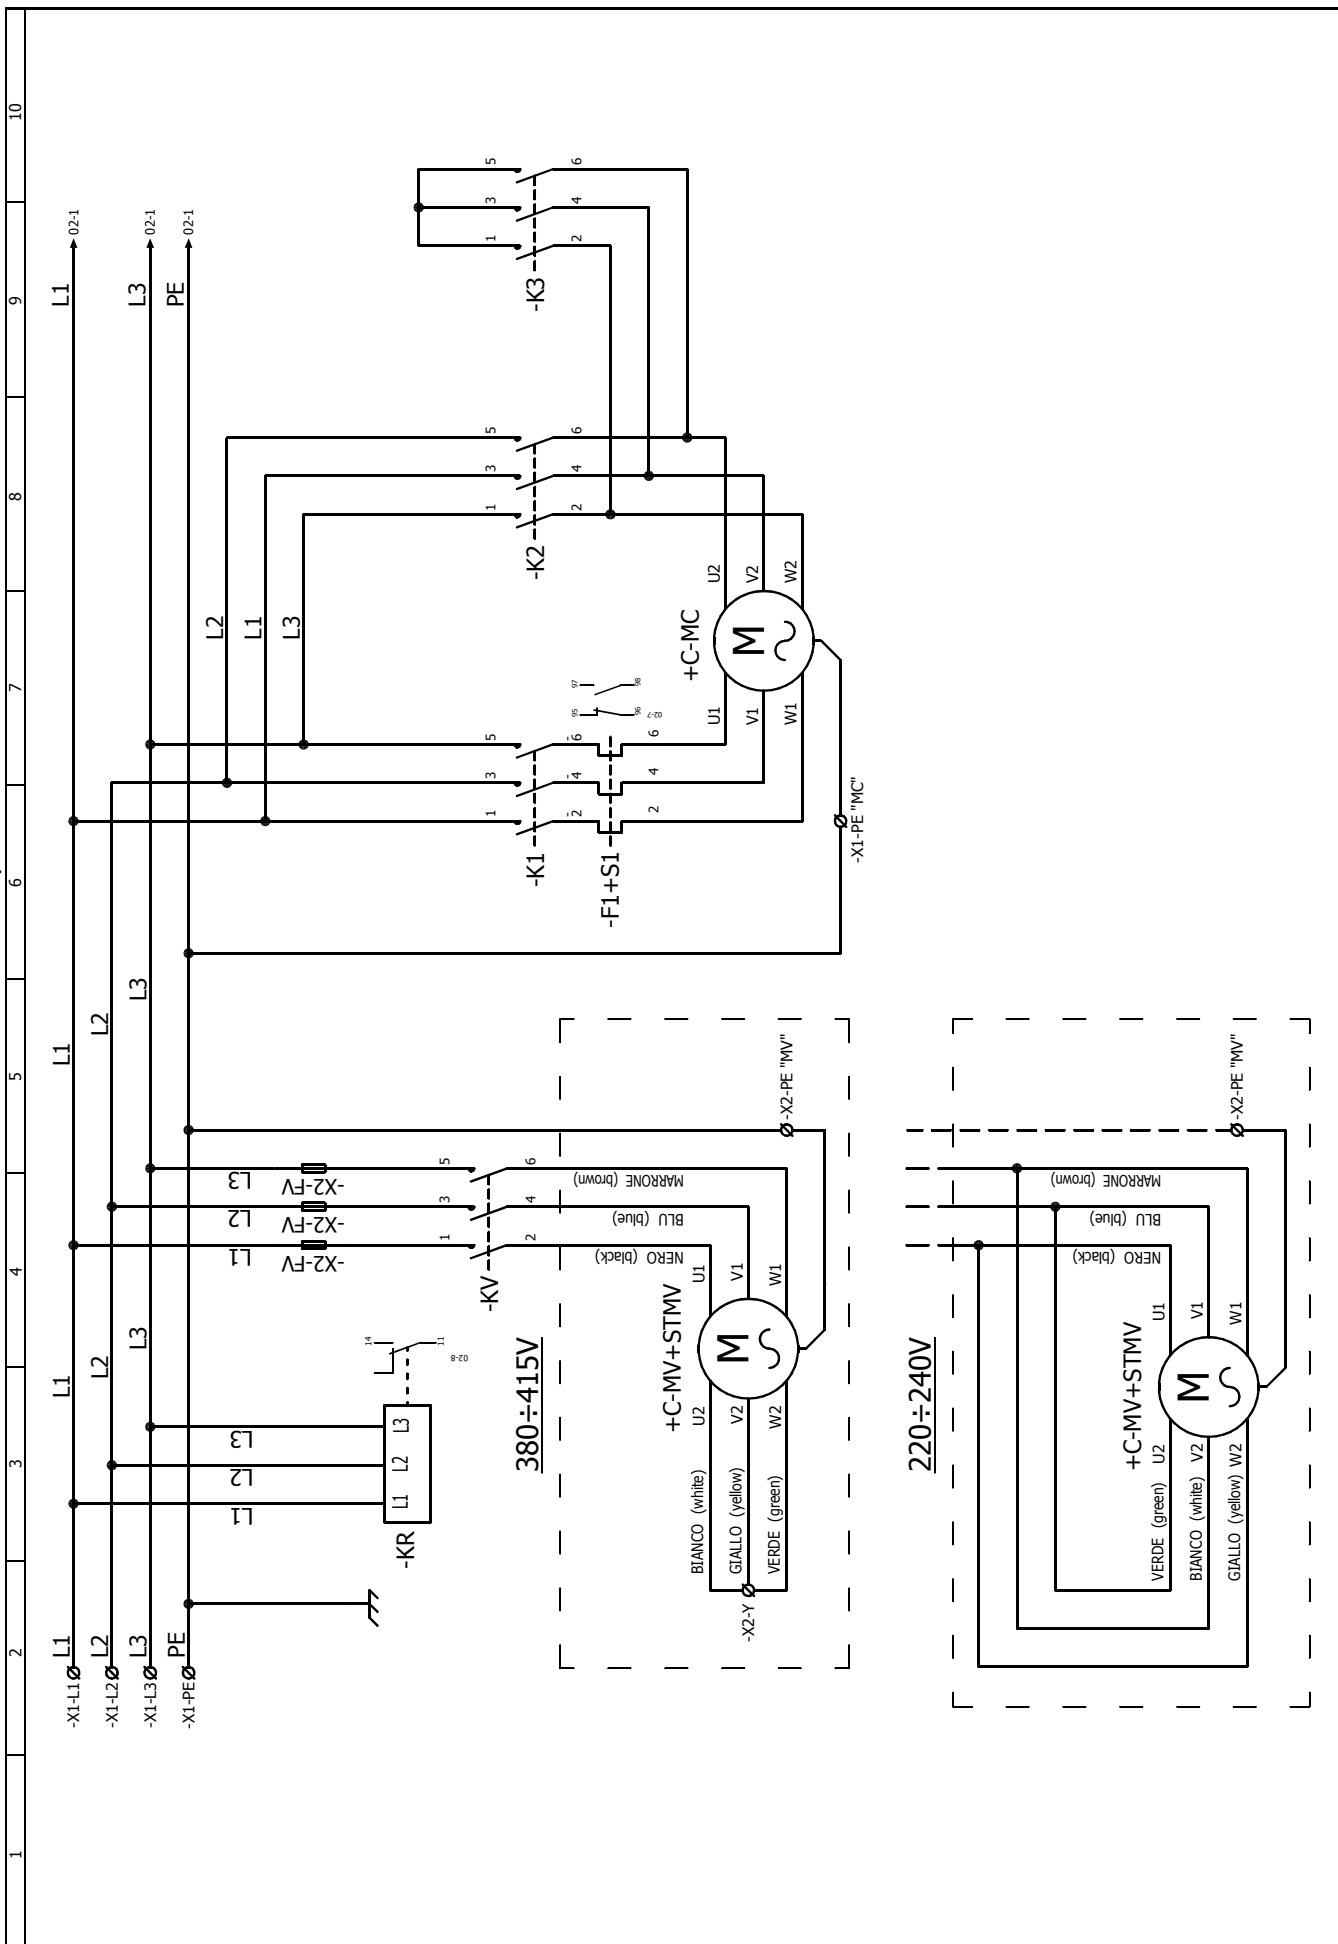 1 2 3 4 5 6 7 8 9 10
-X1-L1 L1 L1 L1 L1 02-1
-X1-L2 L2 L2 L2
-X1-L3 L3 L3 L3 L3 02-1
-X1-PE PE PE 02-1
L1 L2 L3
L1 L2 L3
-KR
14
11
02-8
L1 L2 L3
-X2-FV -X2-FV -X2-FV
1 3 5
-KV
2 4 6
380÷415V
NERO (black)
BLU (blue)
MARRONE (brown)
+C-MV+STMV
U2 U1
V2 M V1
W2 W1
BIANCO (white)
GIALLO (yellow)
VERDE (green)
-X2-Y
-X2-PE "MV"
220÷240V
NERO (black)
BLU (blue)
MARRONE (brown)
+C-MV+STMV
VERDE (green) U2 U1
BIANCO (white) V2 M V1
GIALLO (yellow) W2 W1
-X2-PE "MV"
L2
L1
L3
1 3 5
-K1
2 4 6
-F1+S1
2 4 6
95 97
96 98
02-7
1 3 5
-K2
2 4 6
1 3 5
-K3
2 4 6
+C-MC
U1 U2
V1 M V2
W1 W2
-X1-PE "MC"